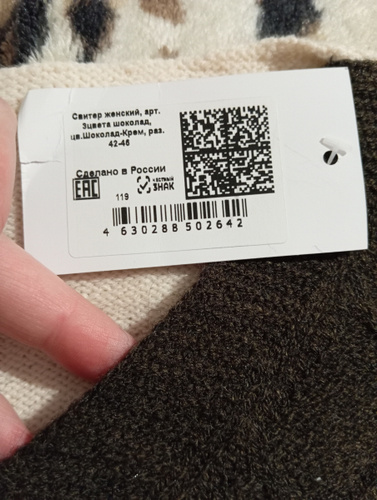 Свитер женский, арт.
3цвета шоколад,
цв.Шоколад-Крем, раз.
42-46
Сделано в России
EAC
119
ЧЕСТНЫЙ
ЗНАК
4 630288 502642